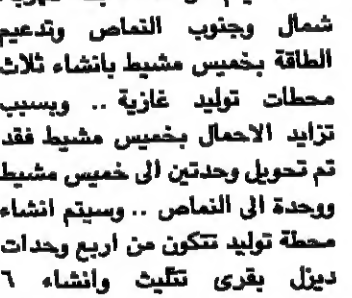 شمال وجنوب النماص وتدعيم
الطاقة بخميس مشيط بانشاء ثلاث
محطات توليد غازية .. وبسبب
تزايد الاحمال بخميس مشيط فقد
تم تحويل وحدتين الى خميس مشيط
ووحدة الى النماص .. وسيتم انشاء
محطة توليد تتكون من اربع وحدات
ديزل بقرى تثليث وانشاء ٦